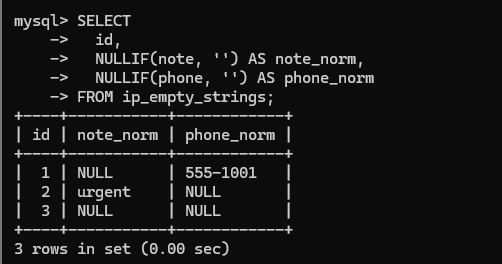 mysql> SELECT
    ->   id,
    ->   NULLIF(note, '') AS note_norm,
    ->   NULLIF(phone, '') AS phone_norm
    -> FROM ip_empty_strings;
+----+-----------+------------+
| id | note_norm | phone_norm |
+----+-----------+------------+
|  1 | NULL      | 555-1001   |
|  2 | urgent    | NULL       |
|  3 | NULL      | NULL       |
+----+-----------+------------+
3 rows in set (0.00 sec)